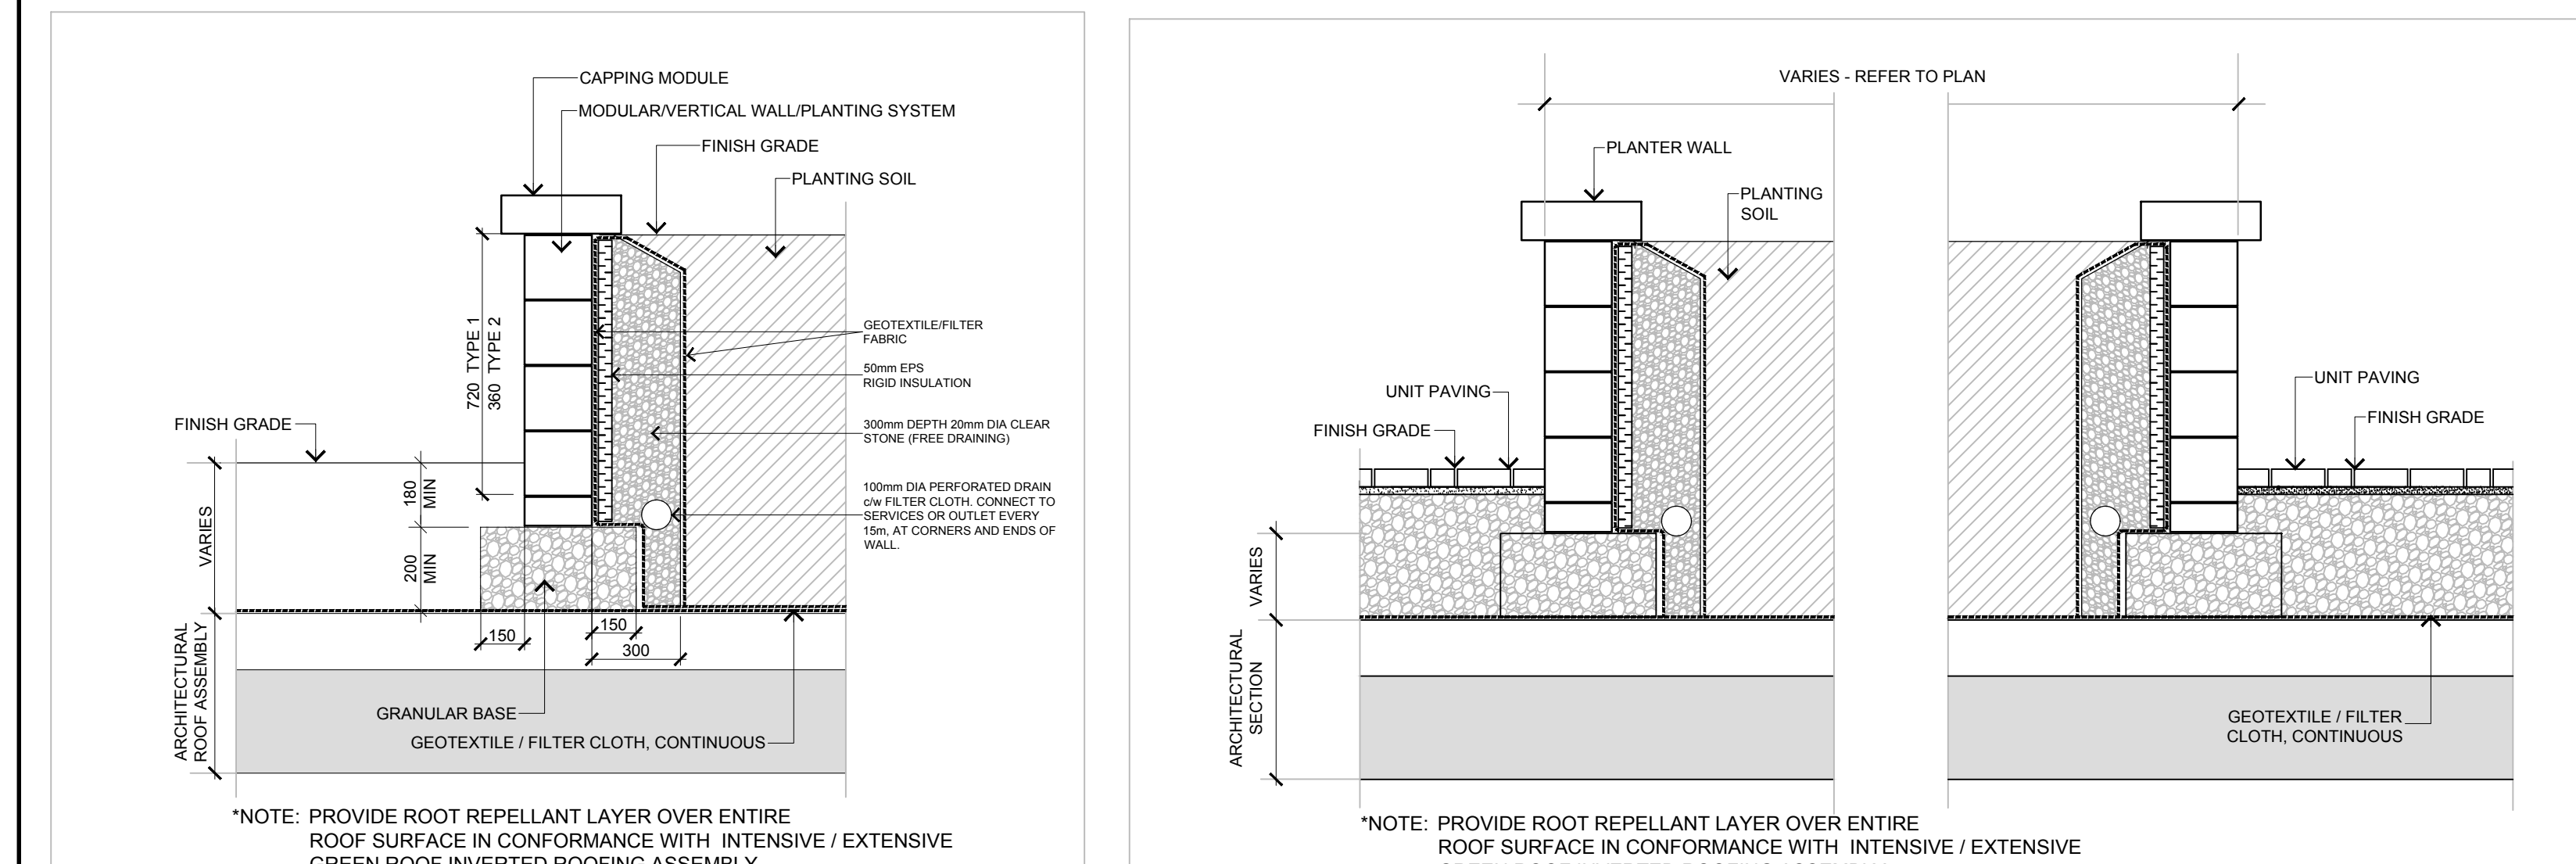 CAPPING MODULE
MODULAR/VERTICAL WALL/PLANTING SYSTEM
FINISH GRADE
PLANTING SOIL
720 TYPE 1
360 TYPE 2
GEOTEXTILE/FILTER
FABRIC
50mm EPS
RIGID INSULATION
300mm DEPTH 20mm DIA CLEAR
STONE (FREE DRAINING)
100mm DIA PERFORATED DRAIN
c/w FILTER CLOTH. CONNECT TO
SERVICES OR OUTLET EVERY
15m, AT CORNERS AND ENDS OF
WALL.
FINISH GRADE
180
MIN
VARIES
200
MIN
150
150
300
ARCHITECTURAL
ROOF ASSEMBLY
GRANULAR BASE
GEOTEXTILE / FILTER CLOTH, CONTINUOUS
*NOTE: PROVIDE ROOT REPELLANT LAYER OVER ENTIRE
ROOF SURFACE IN CONFORMANCE WITH INTENSIVE / EXTENSIVE
GREEN ROOF INVERTED ROOFING ASSEMBLY
VARIES - REFER TO PLAN
PLANTER WALL
PLANTING
SOIL
UNIT PAVING
FINISH GRADE
UNIT PAVING
FINISH GRADE
VARIES
ARCHITECTURAL
SECTION
GEOTEXTILE / FILTER
CLOTH, CONTINUOUS
*NOTE: PROVIDE ROOT REPELLANT LAYER OVER ENTIRE
ROOF SURFACE IN CONFORMANCE WITH INTENSIVE / EXTENSIVE